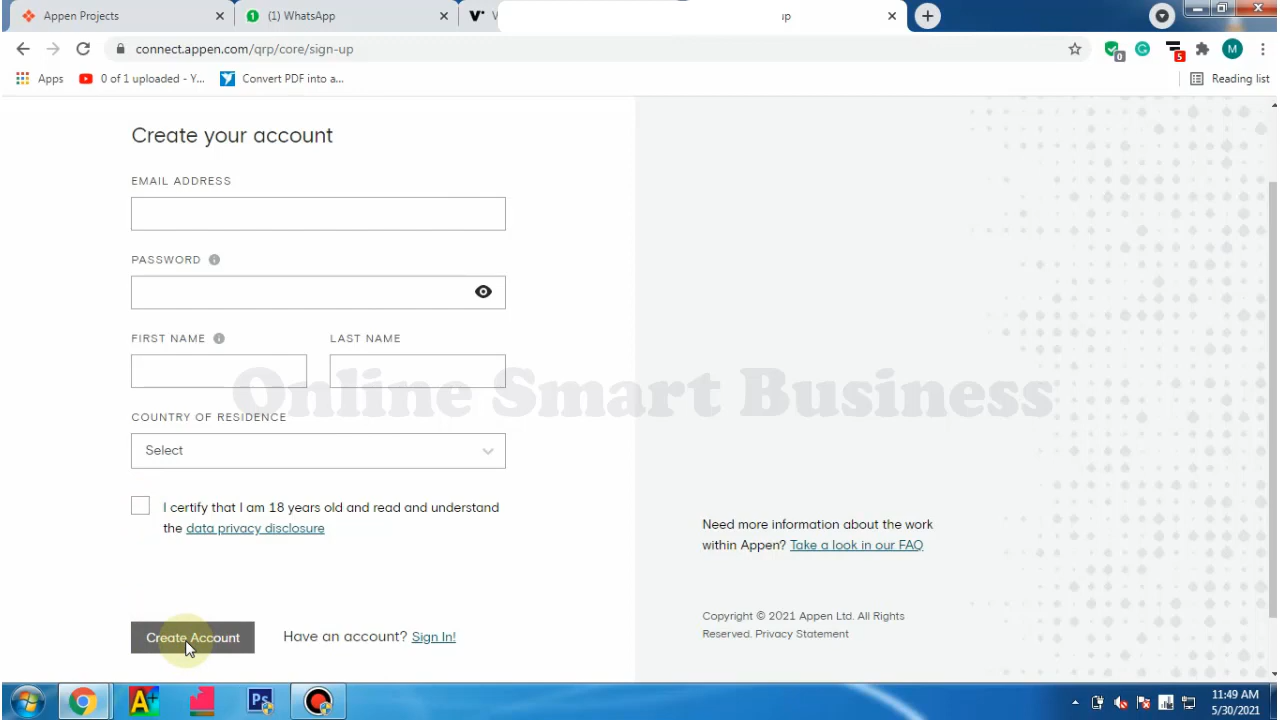 Appen Projects
(1) WhatsApp
V
ip
connect.appen.com/qrp/core/sign-up
0
5
M
Apps
0 of 1 uploaded - Y...
Convert PDF into a...
Reading list
Create your account
EMAIL ADDRESS
PASSWORD
FIRST NAME
LAST NAME
Online Smart Business
COUNTRY OF RESIDENCE
Select
I certify that I am 18 years old and read and understand
the data privacy disclosure
Need more information about the work
within Appen? Take a look in our FAQ
Copyright © 2021 Appen Ltd. All Rights
Reserved. Privacy Statement
Create Account
Have an account? Sign In!
Ps
11:49 AM
5/30/2021